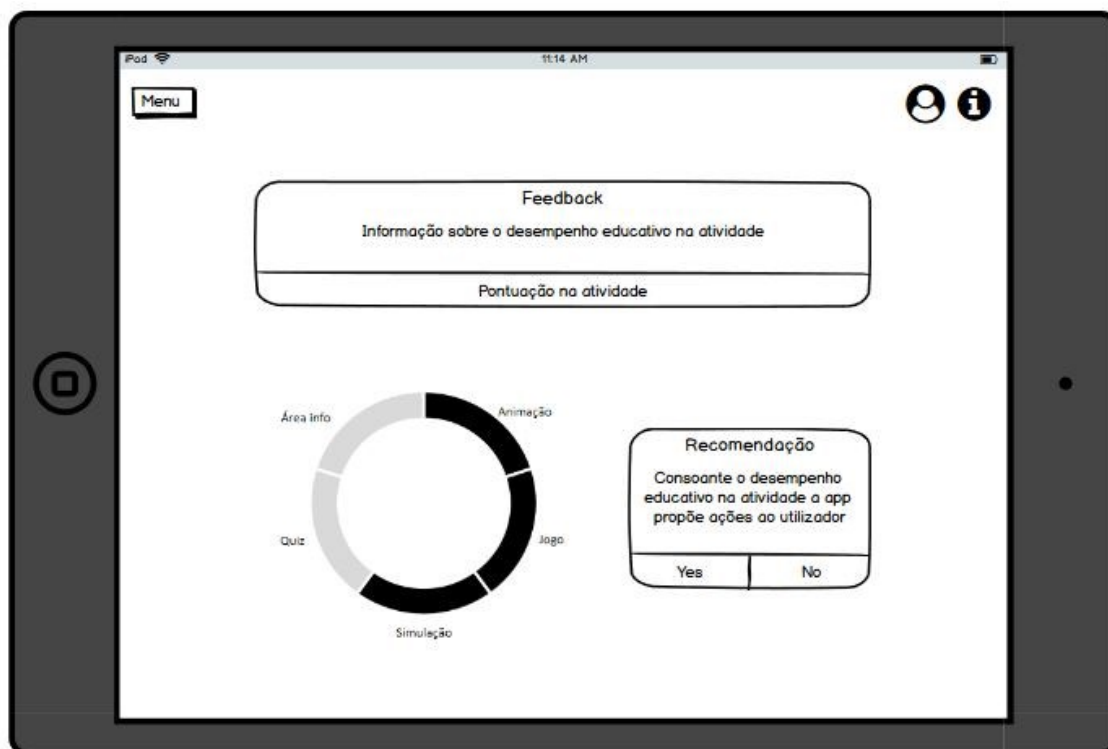 iPod
11:14 AM
Menu
Feedback
Informação sobre o desempenho educativo na atividade
Pontuação na atividade
Área info
Animação
Recomendação
Consoante o desempenho
educativo na atividade a app
propõe ações ao utilizador
Quiz
Jogo
Yes
No
Simulação